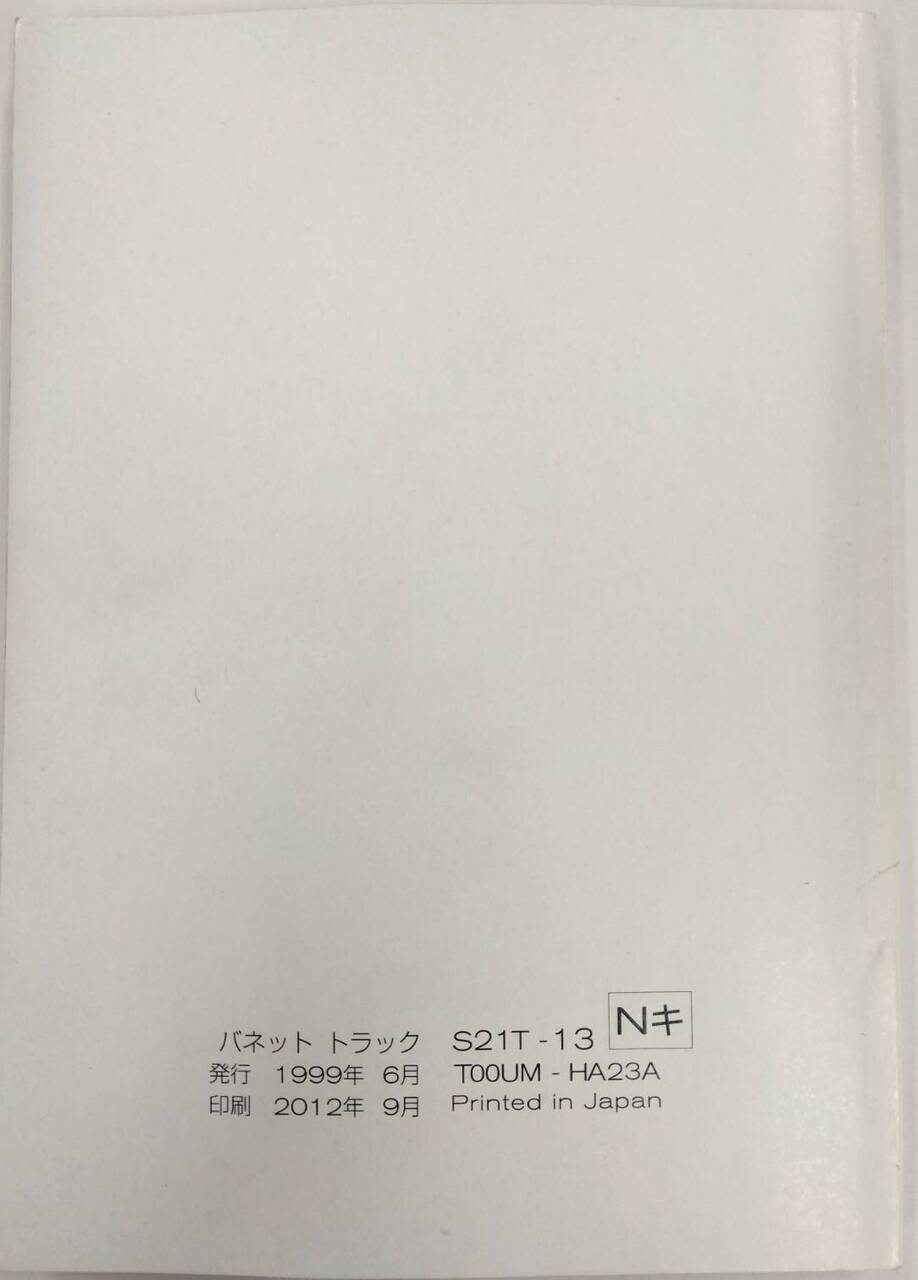 バネット トラック S21T-13 Nキ
発行 1999年 6月 T00UM-HA23A
印刷 2012年 9月 Printed in Japan